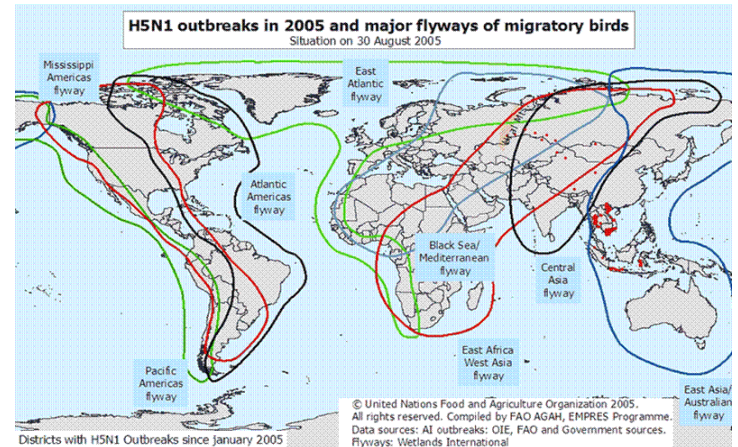 H5N1 outbreaks in 2005 and major flyways of migratory birds
Situation on 30 August 2005
Mississippi
Americas
flyway
East
Atlantic
flyway
Atlantic
Americas
flyway
Black Sea/
Mediterranean
flyway
Central
Asia
flyway
East Africa
West Asia
flyway
Pacific
Americas
flyway
East Asia/
Australian
flyway
Districts with H5N1 Outbreaks since January 2005
© United Nations Food and Agriculture Organization 2005.
All rights reserved. Compiled by FAO AGAH, EMPRES Programme.
Data sources: AI outbreaks: OIE, FAO and Government sources.
Flyways: Wetlands International